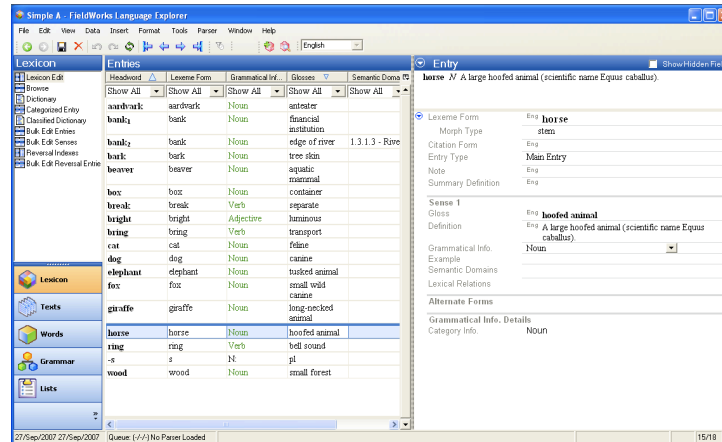 Simple A - FieldWorks Language Explorer
File Edit View Data Insert Format Tools Parser Window Help
English
Lexicon
Lexicon Edit
Browse
Dictionary
Categorized Entry
Classified Dictionary
Bulk Edit Entries
Bulk Edit Senses
Reversal Indexes
Bulk Edit Reversal Entrie
Lexicon
Texts
Words
Grammar
Lists
Entries
Headword Lexeme Form Grammatical Inf... Glosses Semantic Doma
Show All Show All Show All Show All Show All
aardvark aardvark Noun anteater
bank1 bank Noun financial
institution
bank2 bank Noun edge of river 1.3.1.3 - Rive
bark bark Noun tree skin
beaver beaver Noun aquatic
mammal
box box Noun container
break break Verb separate
bright bright Adjective luminous
bring bring Verb transport
cat cat Noun feline
dog dog Noun canine
elephant elephant Noun tusked animal
fox fox Noun small wild
canine
giraffe giraffe Noun long-necked
animal
horse horse Noun hoofed animal
ring ring Verb bell sound
-s s N: pl
wood wood Noun small forest
Entry Show Hidden Fiel
horse N A large hoofed animal (scientific name Equus caballus).
Lexeme Form Eng horse
Morph Type stem
Citation Form Eng
Entry Type Main Entry
Note Eng
Summary Definition Eng
Sense 1
Gloss Eng hoofed animal
Definition Eng A large hoofed animal (scientific name Equus
caballus).
Grammatical Info. Noun
Example
Semantic Domains
Lexical Relations
Alternate Forms
Grammatical Info. Details
Category Info. Noun
27/Sep/2007 27/Sep/2007 Queue: (-/-/-) No Parser Loaded 15/18